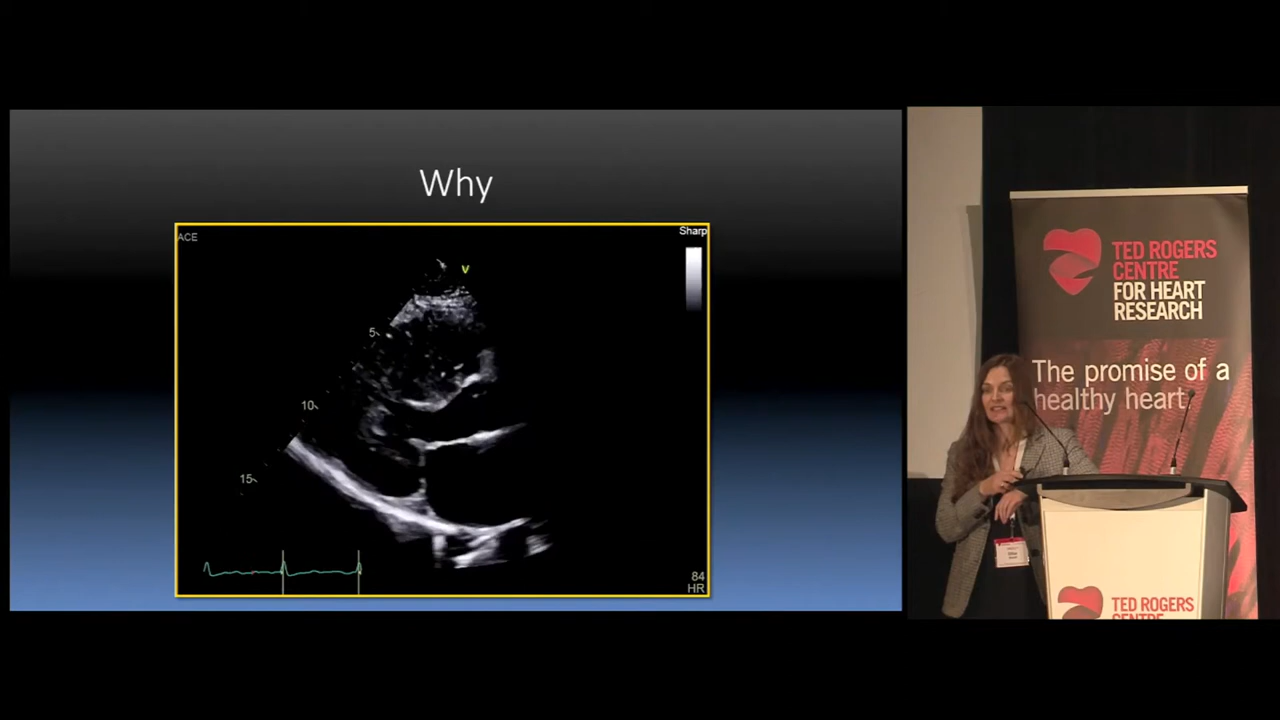 Why
ACE
Sharp
V
5
10
15
84
HR
TED ROGERS
CENTRE
FOR HEART
RESEARCH
The promise of a
healthy heart
TED ROGERS
CENTRE